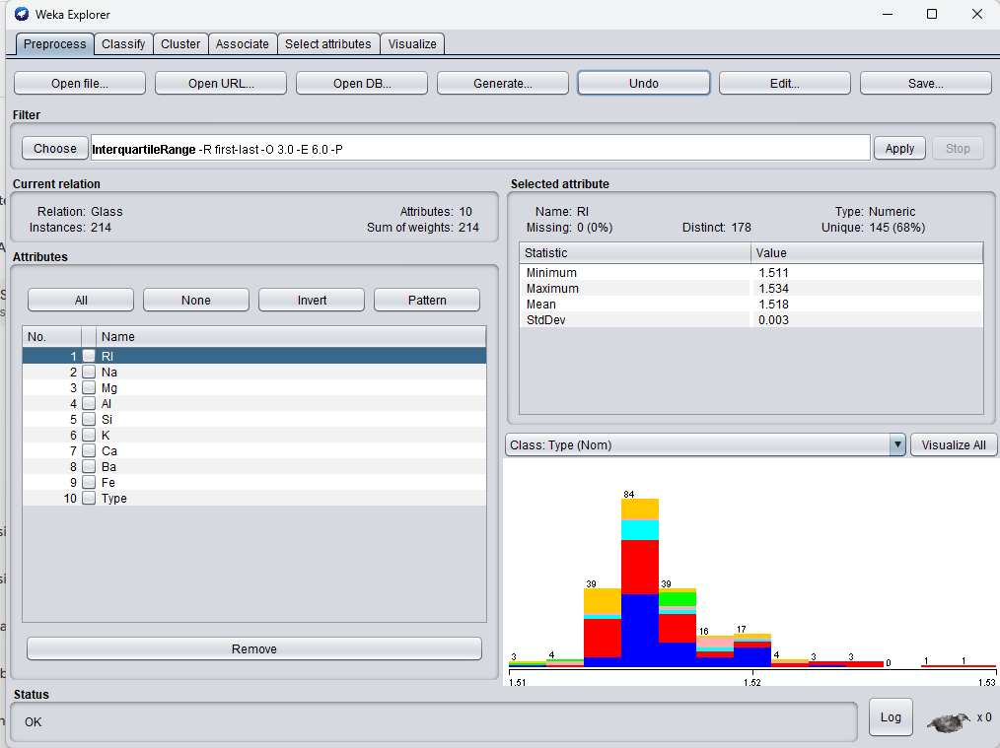 Weka Explorer
Preprocess Classify Cluster Associate Select attributes Visualize
Open file... Open URL... Open DB... Generate... Undo Edit... Save...
Filter
Choose InterquartileRange -R first-last -O 3.0 -E 6.0 -P Apply Stop
Current relation
Relation: Glass Attributes: 10
Instances: 214 Sum of weights: 214
Attributes
All None Invert Pattern
No. Name
1 RI
2 Na
3 Mg
4 Al
5 Si
6 K
7 Ca
8 Ba
9 Fe
10 Type
Remove
Selected attribute
Name: RI Type: Numeric
Missing: 0 (0%) Distinct: 178 Unique: 145 (68%)
Statistic Value
Minimum 1.511
Maximum 1.534
Mean 1.518
StdDev 0.003
Class: Type (Nom) Visualize All
3 4 39 84 39 16 17 4 3 3 0 1 1
1.51 1.52 1.53
Status
OK Log x 0